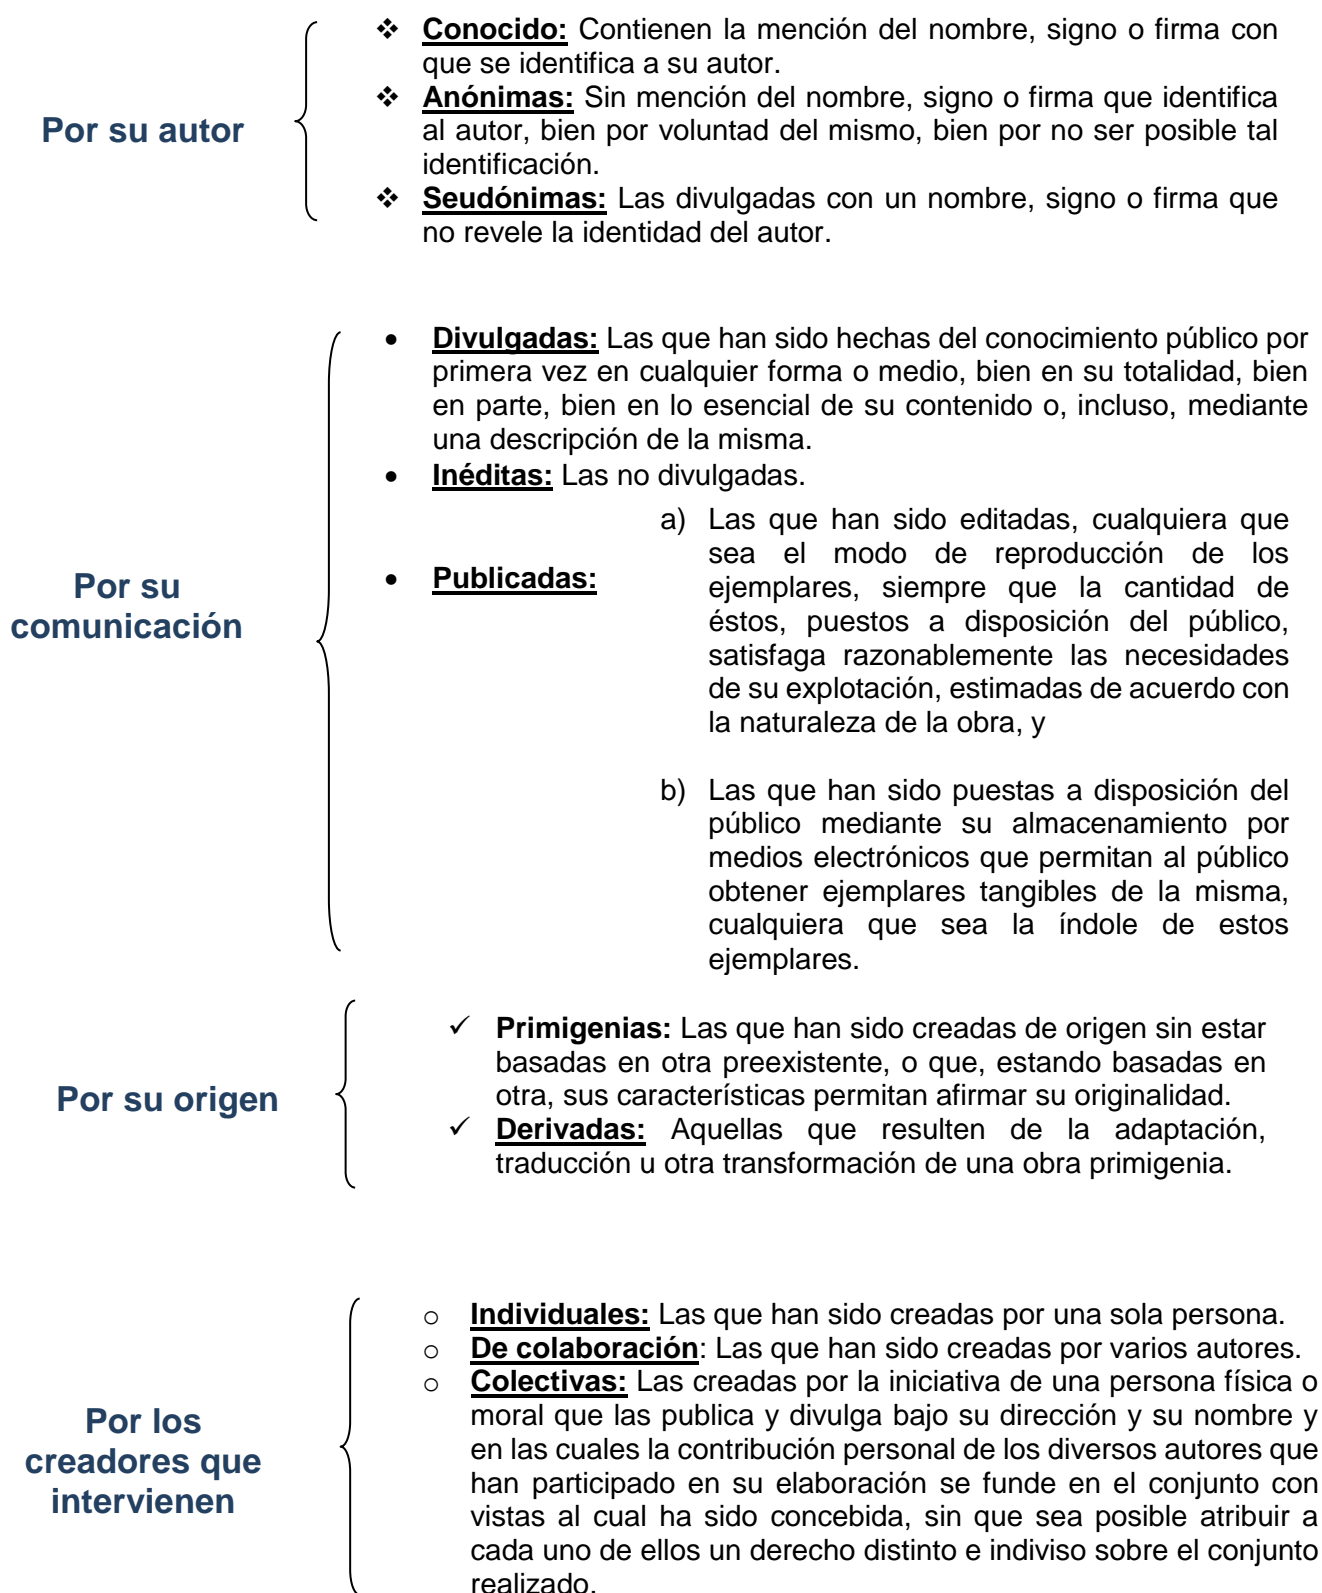 Por su autor
❖ Conocido: Contienen la mención del nombre, signo o firma con
que se identifica a su autor.
❖ Anónimas: Sin mención del nombre, signo o firma que identifica
al autor, bien por voluntad del mismo, bien por no ser posible tal
identificación.
❖ Seudónimas: Las divulgadas con un nombre, signo o firma que
no revele la identidad del autor.
Por su
comunicación
• Divulgadas: Las que han sido hechas del conocimiento público por
primera vez en cualquier forma o medio, bien en su totalidad, bien
en parte, bien en lo esencial de su contenido o, incluso, mediante
una descripción de la misma.
• Inéditas: Las no divulgadas.
• Publicadas:
a) Las que han sido editadas, cualquiera que
sea el modo de reproducción de los
ejemplares, siempre que la cantidad de
éstos, puestos a disposición del público,
satisfaga razonablemente las necesidades
de su explotación, estimadas de acuerdo con
la naturaleza de la obra, y
b) Las que han sido puestas a disposición del
público mediante su almacenamiento por
medios electrónicos que permitan al público
obtener ejemplares tangibles de la misma,
cualquiera que sea la índole de estos
ejemplares.
Por su origen
✓ Primigenias: Las que han sido creadas de origen sin estar
basadas en otra preexistente, o que, estando basadas en
otra, sus características permitan afirmar su originalidad.
✓ Derivadas: Aquellas que resulten de la adaptación,
traducción u otra transformación de una obra primigenia.
Por los
creadores que
intervienen
o Individuales: Las que han sido creadas por una sola persona.
o De colaboración: Las que han sido creadas por varios autores.
o Colectivas: Las creadas por la iniciativa de una persona física o
moral que las publica y divulga bajo su dirección y su nombre y
en las cuales la contribución personal de los diversos autores que
han participado en su elaboración se funde en el conjunto con
vistas al cual ha sido concebida, sin que sea posible atribuir a
cada uno de ellos un derecho distinto e indiviso sobre el conjunto
realizado.